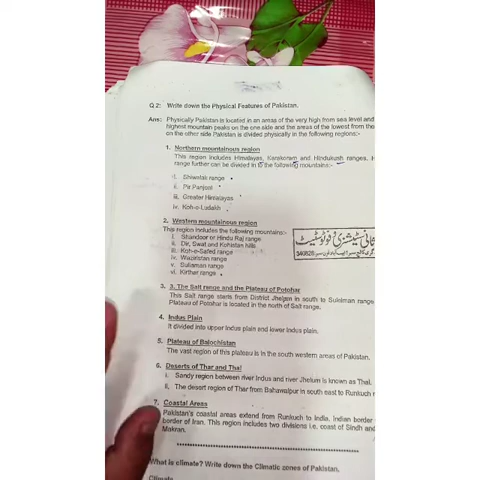 Q 2: Write down the Physical Features of Pakistan.
Ans: Physically Pakistan is located in an areas of the very high from sea level and
highest mountain peaks on the one side and the areas of the lowest from the
on the other side Pakistan is divided physically in the following regions:-
1. Northern mountainous region
This region includes Himalayas, Karakoram and Hindukush ranges. H
range further can be divided in to the following mountains:-
i. Shiwalak range
ii. Pir Panjool
iii. Greater Himalayas
iv. Koh-e-Ladakh
2. Western mountainous region
This region includes the following mountains:-
i. Shandoor or Hindu Raj range
ii. Dir, Swat and Kohistan hills
iii. Koh-e-Safed range
iv. Waziristan range
v. Sulaman range
vi. Kirthar range
فوٹوسٹیٹ
340828
3. 3. The Salt range and the Plateau of Potohar
This Salt range starts from District Jhelum in south to Sulaiman range
Plateau of Potohar is located in the north of Salt range.
4. Indus Plain
It divided into upper Indus plain and lower Indus plain.
5. Plateau of Balochistan
The vast region of this plateau is in the south western areas of Pakistan.
6. Deserts of Thar and Thal
i. Sandy region between river Indus and river Jhelum is known as Thal.
ii. The desert region of Thar from Bahawalpur in south east to Runkuch r
7. Coastal Areas
Pakistan's coastal areas extend from Runkuch to India. Indian border
border of Iran. This region includes two divisions i.e, coast of Sindh and
Makran.
What is climate? Write down the Climatic zones of Pakistan.
Climate